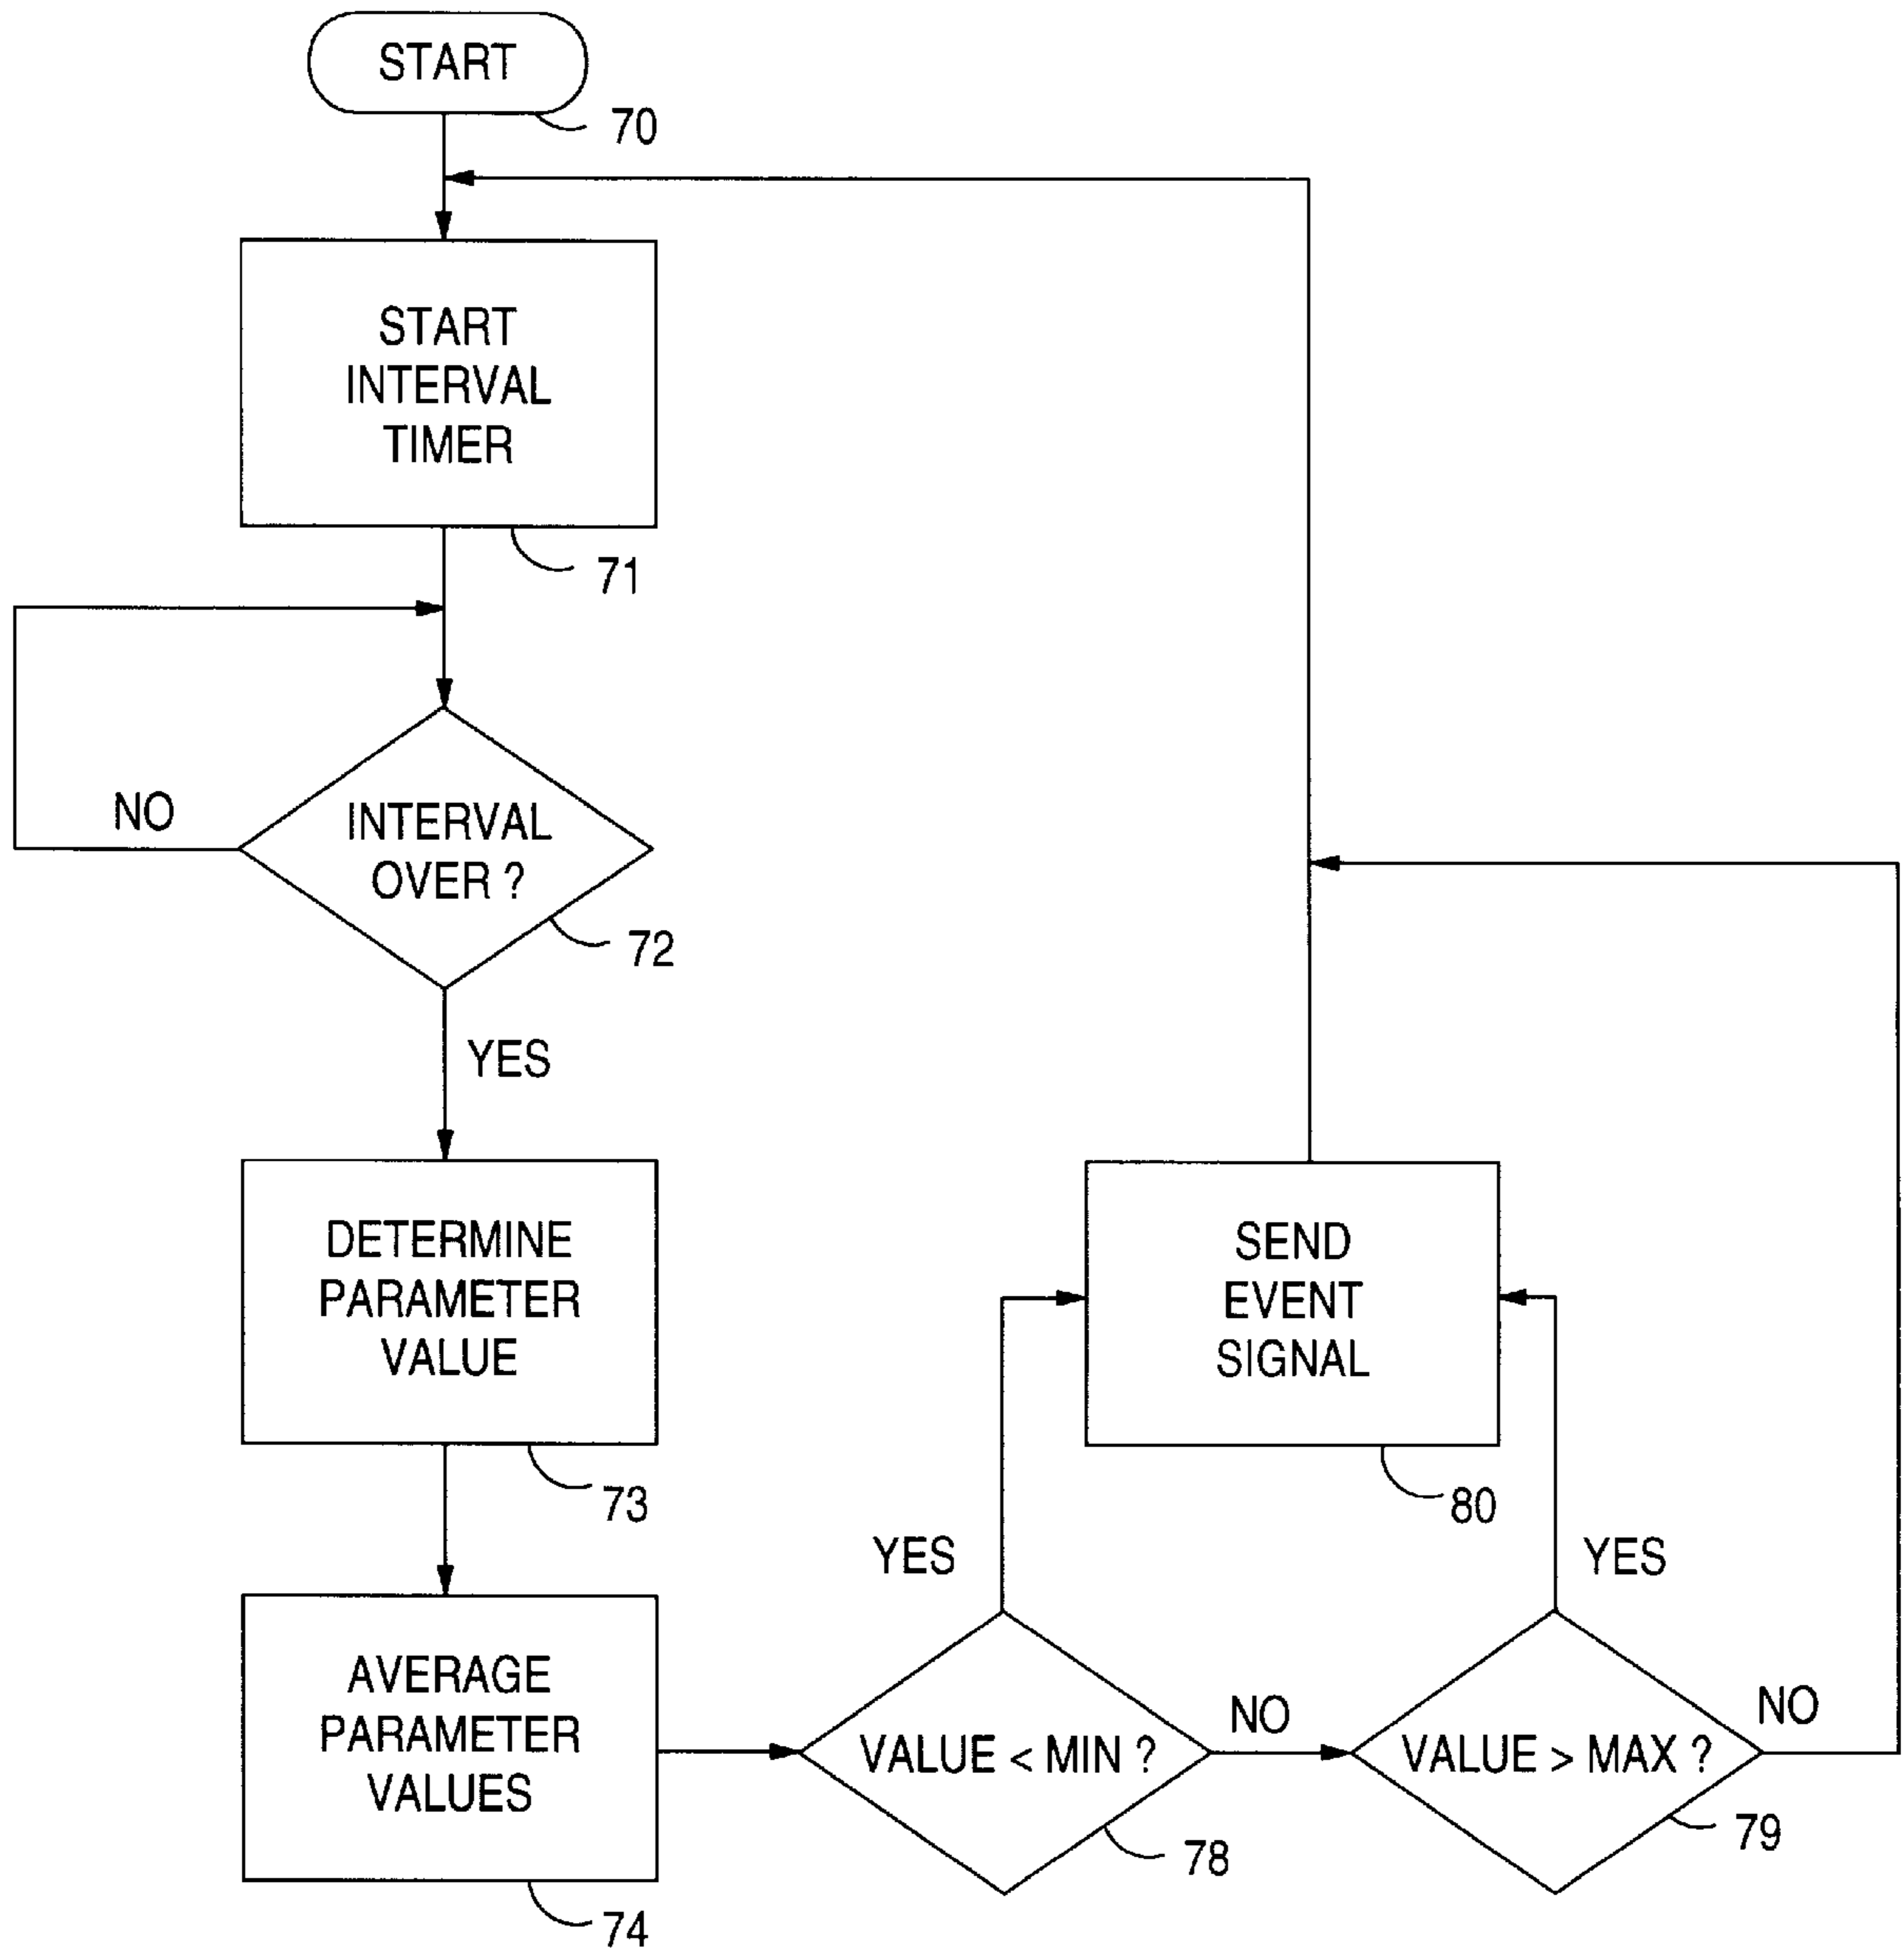 START
70
START
INTERVAL
TIMER
71
NO
INTERVAL
OVER ?
72
YES
DETERMINE
PARAMETER
VALUE
73
AVERAGE
PARAMETER
VALUES
74
YES
VALUE < MIN ?
78
NO
SEND
EVENT
SIGNAL
80
YES
VALUE > MAX ?
79
NO